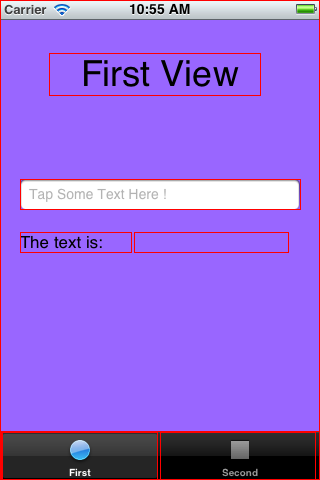 Carrier 10:55 AM
First View
Tap Some Text Here !
The text is:
First Second